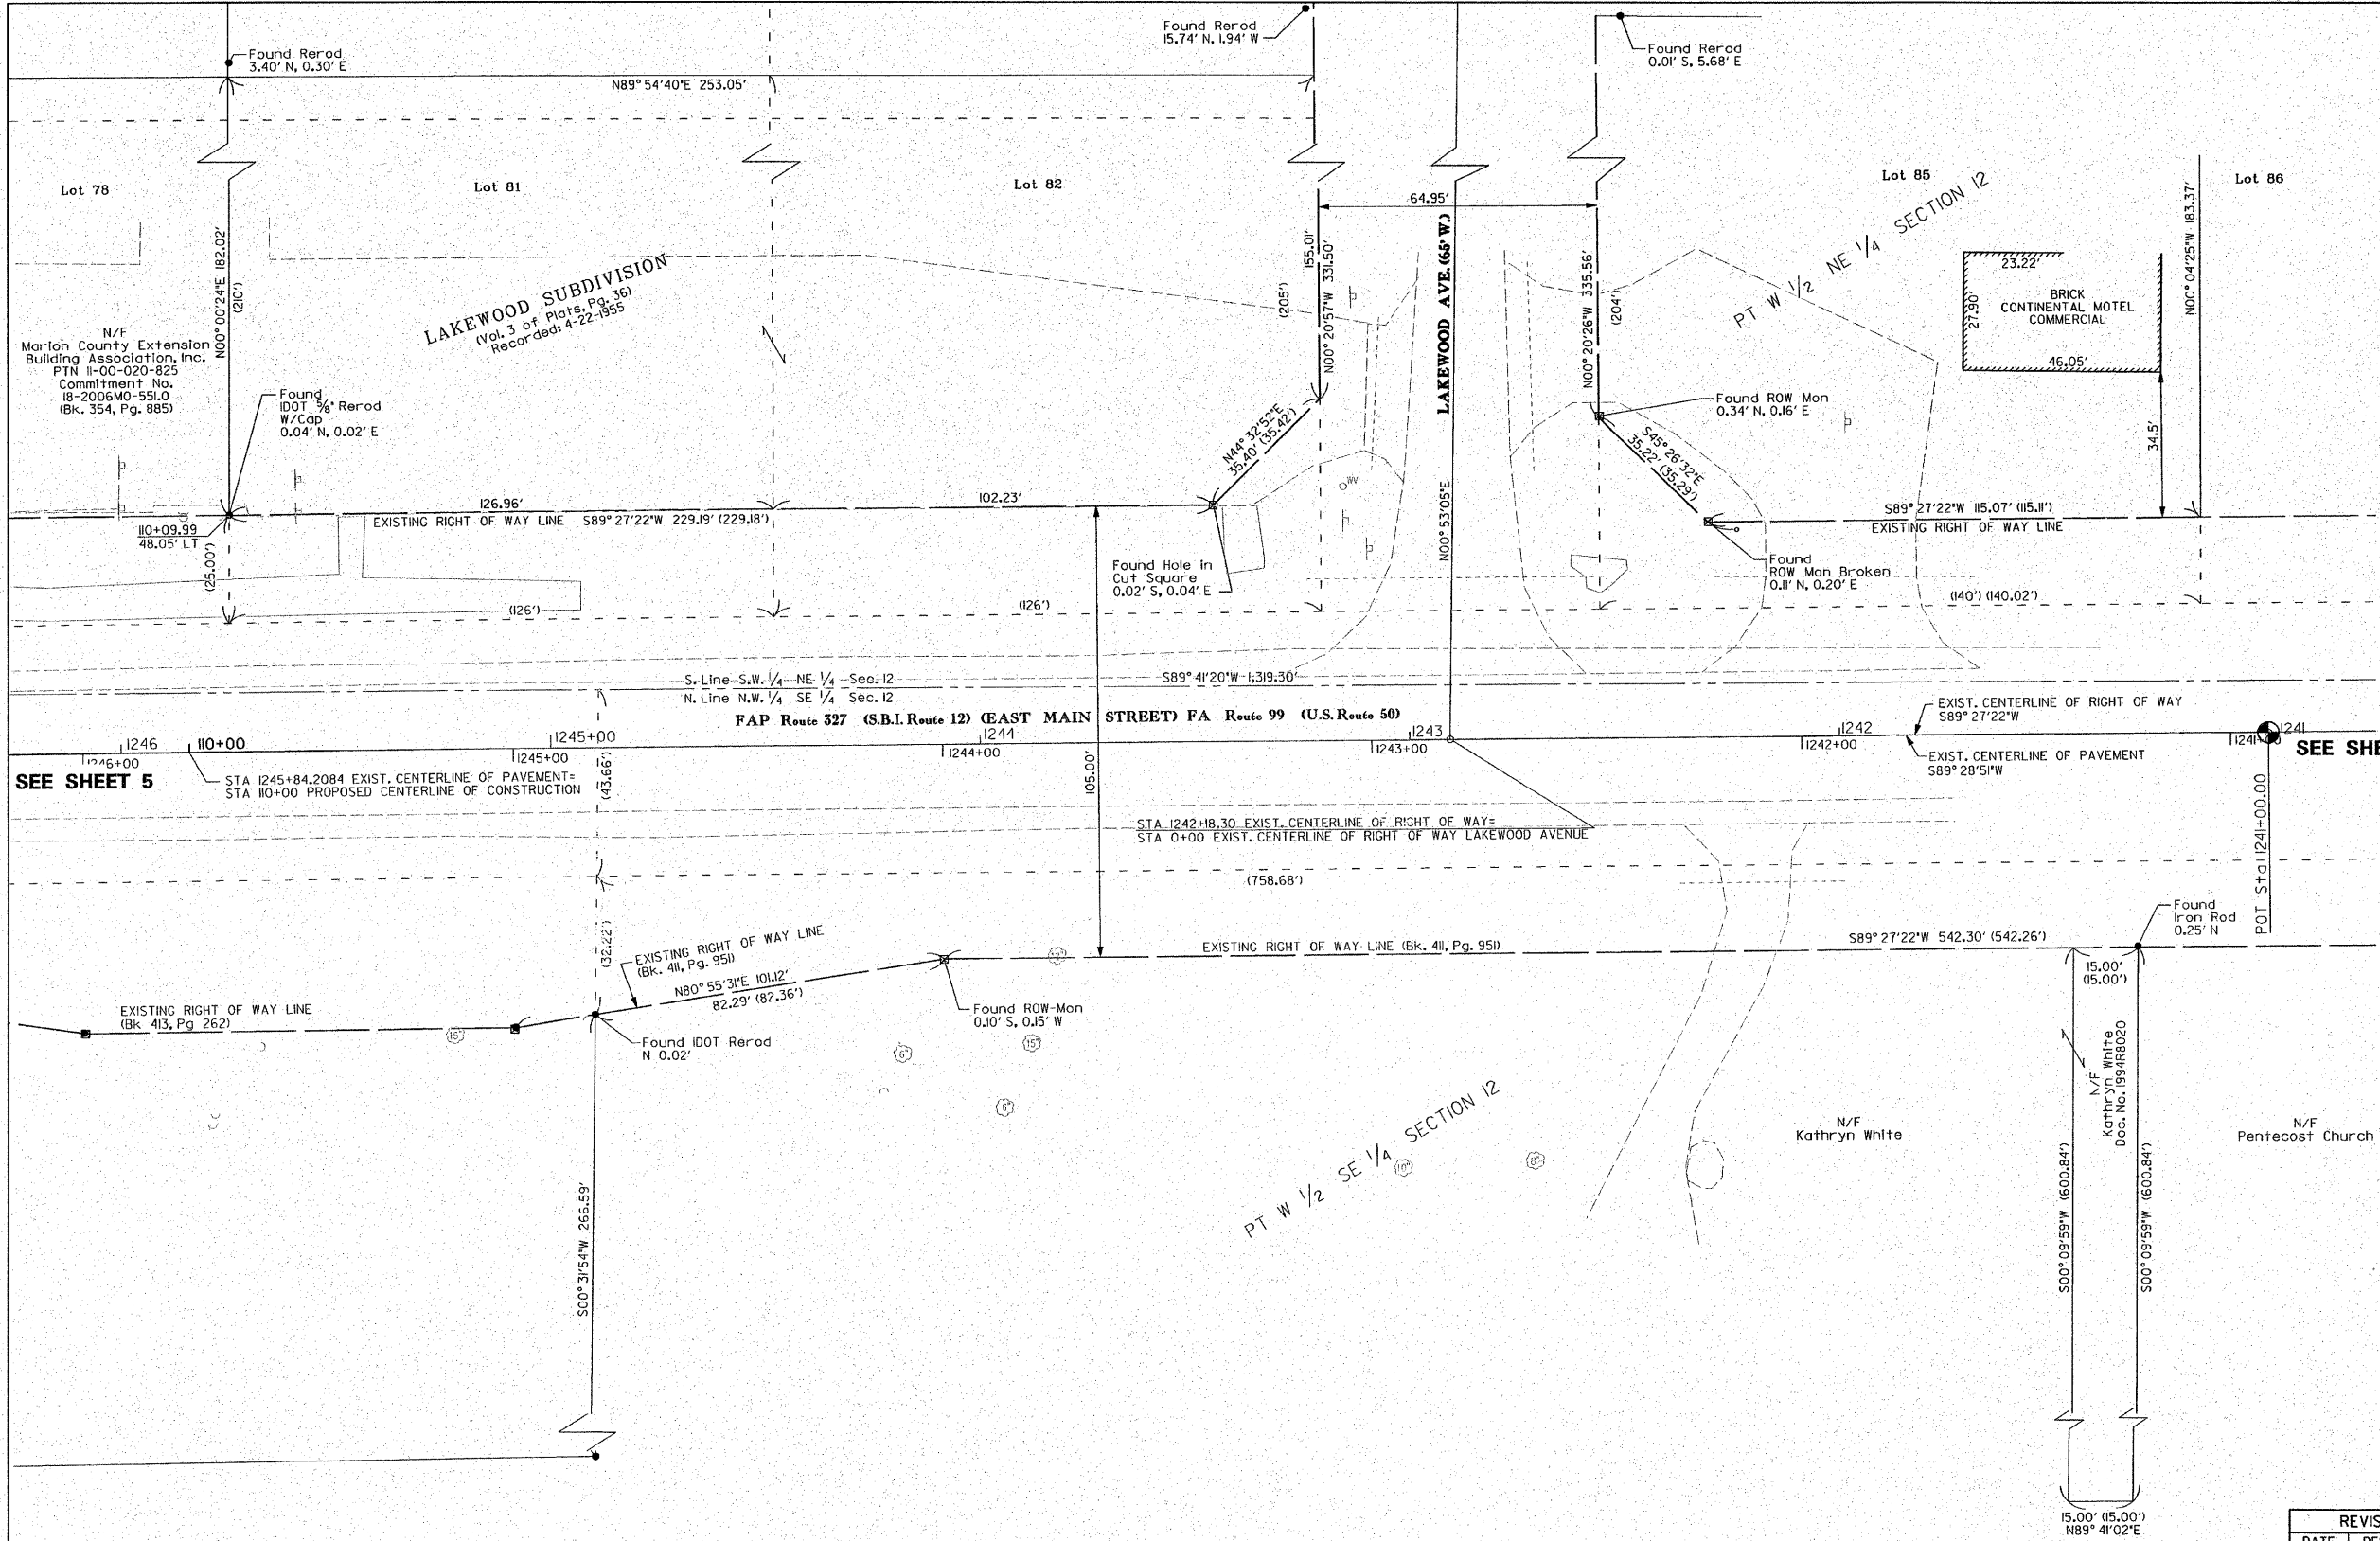 Found Rerod
3.40' N, 0.30' E
Found Rerod
15.74' N, 1.94' W
Found Rerod
0.01' S, 5.68' E
N89° 54'40"E 253.05'
Lot 78
Lot 81
Lot 82
Lot 85
Lot 86
64.95'
N00° 00'24"E 182.02'
(210')
LAKEWOOD SUBDIVISION
(Vol. 3 of Plats, Pg. 36)
Recorded: 4-22-1955
(205')
155.01'
N00° 20'57"W 331.50'
LAKEWOOD AVE. (65' W.)
N00° 53'05"E
N00° 20'26"W 335.56'
(204')
PT W 1/2 NE 1/4 SECTION 12
23.22'
27.90'
BRICK
CONTINENTAL MOTEL
COMMERCIAL
46.05'
34.5'
N00° 04'25"W 183.37'
N/F
Marion County Extension
Building Association, Inc.
PTN 11-00-020-825
Commitment No.
18-2006MO-551.0
(Bk. 354, Pg. 885)
Found
IDOT 5/8" Rerod
W/Cap
0.04' N, 0.02' E
N44° 32'52"E
35.40' (35.42')
Found ROW Mon
0.34' N, 0.16' E
S45° 26'32"E
35.22' (35.29')
WV
126.96'
102.23'
EXISTING RIGHT OF WAY LINE S89° 27'22"W 229.19' (229.18')
S89° 27'22"W 115.07' (115.11')
EXISTING RIGHT OF WAY LINE
110+09.99
48.05' LT
(25.00')
Found Hole in
Cut Square
0.02' S, 0.04' E
Found
ROW Mon Broken
0.11' N, 0.20' E
(126')
(126')
(140') (140.02')
S. Line S.W. 1/4 NE 1/4 Sec. 12
N. Line N.W. 1/4 SE 1/4 Sec. 12
S89° 41'20"W 1,319.30'
FAP Route 327 (S.B.I. Route 12) (EAST MAIN STREET) FA Route 99 (U.S. Route 50)
EXIST. CENTERLINE OF RIGHT OF WAY
S89° 27'22"W
1246
110+00
1245+00
1244
1243
1242
1241
1246+00
1245+00
1244+00
1243+00
1242+00
EXIST. CENTERLINE OF PAVEMENT
S89° 28'51"W
SEE SHEET 5
SEE SHE
STA 1245+84.2084 EXIST. CENTERLINE OF PAVEMENT=
STA 110+00 PROPOSED CENTERLINE OF CONSTRUCTION
(43.66')
105.00'
STA 1242+18.30 EXIST. CENTERLINE OF RIGHT OF WAY=
STA 0+00 EXIST. CENTERLINE OF RIGHT OF WAY LAKEWOOD AVENUE
POT Sta 1241+00.00
(758.68')
(32.22')
EXISTING RIGHT OF WAY LINE
(Bk. 411, Pg. 951)
N80° 55'31"E 101.12'
82.29' (82.36')
EXISTING RIGHT OF WAY LINE (Bk. 411, Pg. 951)
S89° 27'22"W 542.30' (542.26')
Found
Iron Rod
0.25' N
15.00'
(15.00')
EXISTING RIGHT OF WAY LINE
(Bk 413, Pg 262)
Found ROW-Mon
0.10' S, 0.15' W
Found IDOT Rerod
N 0.02'
15"
6"
15"
6"
10"
8"
PT W 1/2 SE 1/4 SECTION 12
N/F
Kathryn White
N/F
Kathryn White
Doc. No. 1994R8020
N/F
Pentecost Church
S00° 31'54"W 266.59'
S00° 09'59"W (600.84')
S00° 09'59"W (600.84')
15.00' (15.00')
N89° 41'02"E
REVIS